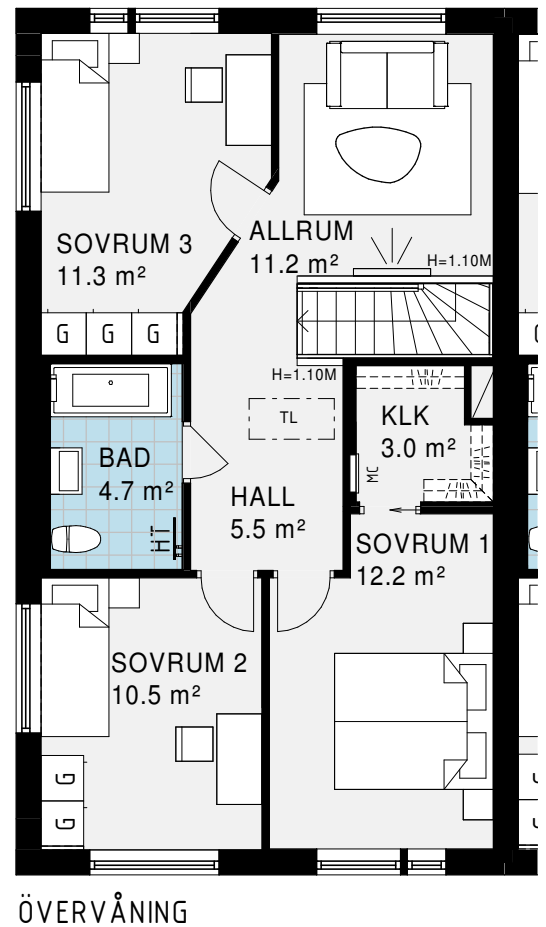 SOVRUM 3
11.3 m²
ALLRUM
11.2 m²
H=1.10M
G
G
G
H=1.10M
TL
KLK
3.0 m²
MC
BAD
4.7 m²
HT
HALL
5.5 m²
SOVRUM 1
12.2 m²
SOVRUM 2
10.5 m²
G
G
ÖVERVÅNING